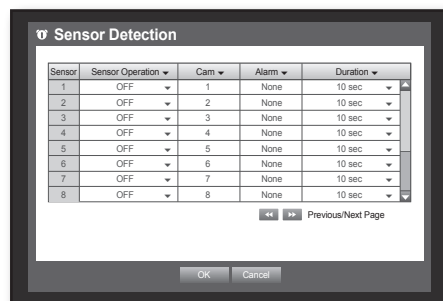 Sensor Detection
Sensor Sensor Operation Cam Alarm Duration
1 OFF 1 None 10 sec
2 OFF 2 None 10 sec
3 OFF 3 None 10 sec
4 OFF 4 None 10 sec
5 OFF 5 None 10 sec
6 OFF 6 None 10 sec
7 OFF 7 None 10 sec
8 OFF 8 None 10 sec
Previous/Next Page
OK Cancel